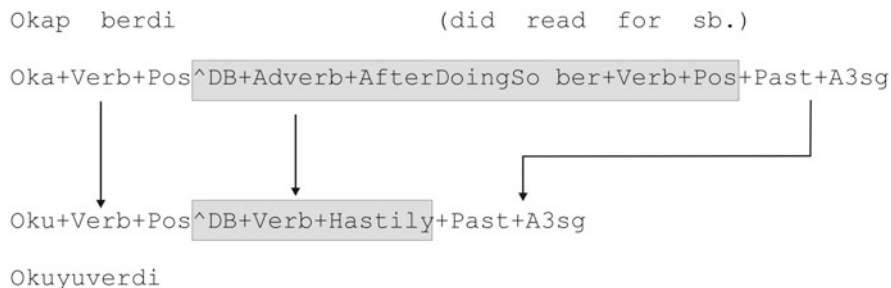 Okap berdi (did read for sb.)
Oka+Verb+Pos^DB+Adverb+AfterDoingSo ber+Verb+Pos+Past+A3sg
Oku+Verb+Pos^DB+Verb+Hastily+Past+A3sg
Okuyuverdi